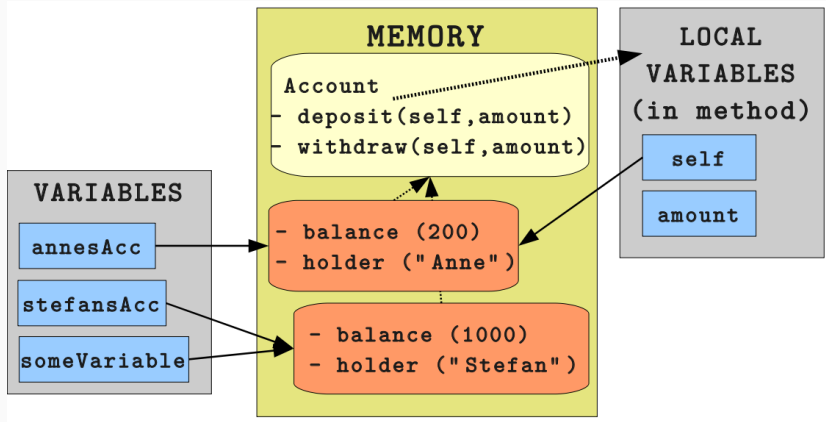 MEMORY
Account
- deposit(self,amount)
- withdraw(self,amount)
- balance (200)
- holder ("Anne")
- balance (1000)
- holder ("Stefan")
VARIABLES
annesAcc
stefansAcc
someVariable
LOCAL
VARIABLES
(in method)
self
amount